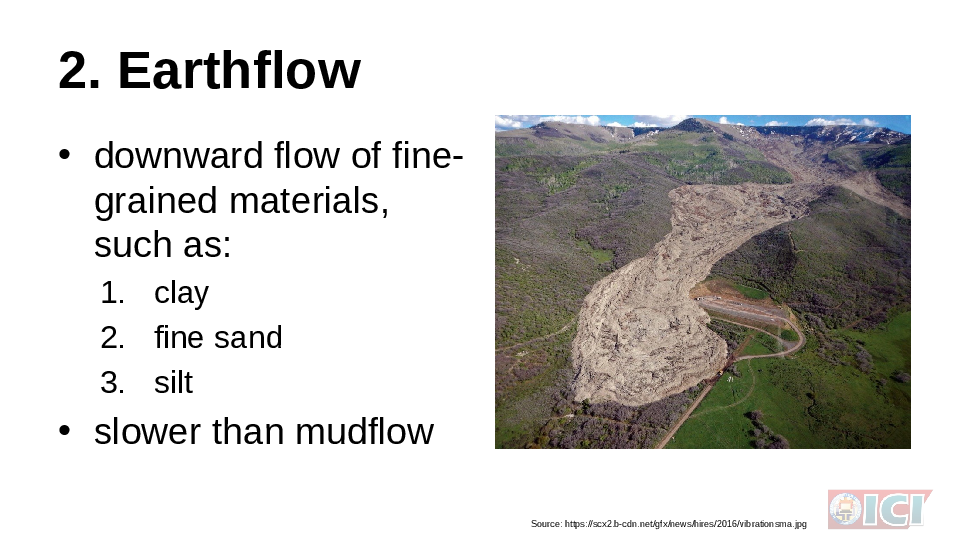 2. Earthflow
• downward flow of fine-
grained materials,
such as:
1. clay
2. fine sand
3. silt
• slower than mudflow
Source: https://scx2.b-cdn.net/gfx/news/hires/2016/vibrationsma.jpg
ICI